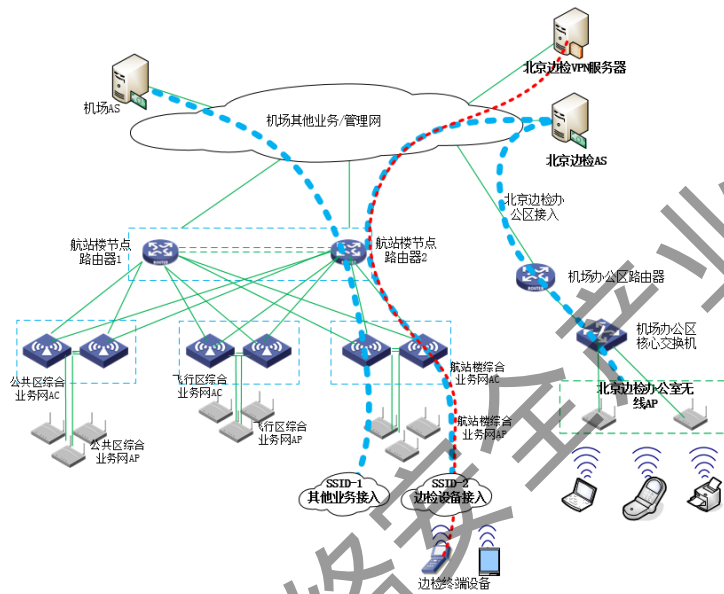 北京边检VPN服务器
机场AS
机场其他业务/管理网
北京边检AS
北京边检办
公区接入
航站楼节点
路由器1
航站楼节点
路由器2
机场办公区路由器
机场办公区
核心交换机
公共区综合
业务网AC
飞行区综合
业务网AC
航站楼综合
业务网AC
北京边检办公室无
线AP
公共区综合
业务网AP
飞行区综合
业务网AP
航站楼综合
业务网AP
SSID-1
其他业务接入
SSID-2
边检设备接入
边检终端设备
络安全产业